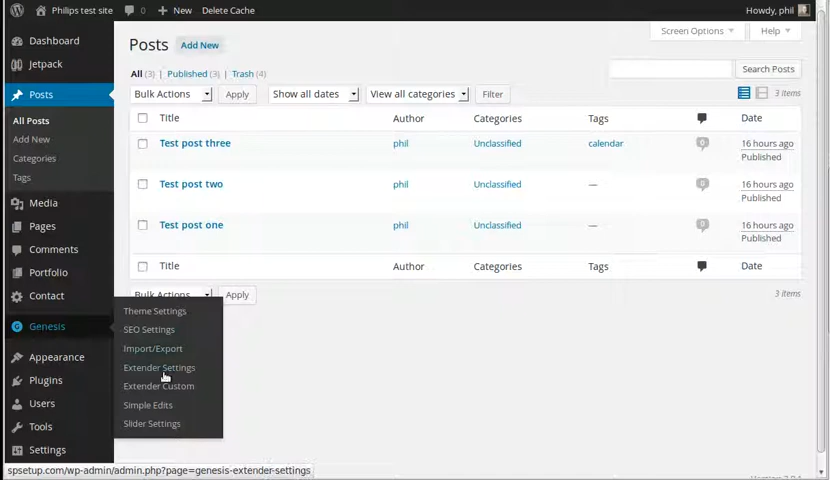 Philips test site
0
+ New
Delete Cache
Howdy, phil
Dashboard
Jetpack
Posts
All Posts
Add New
Categories
Tags
Media
Pages
Comments
Portfolio
Contact
Genesis
Appearance
Plugins
Users
Tools
Settings
Posts
Add New
Screen Options
Help
All (3) | Published (3) | Trash (4)
Search Posts
Bulk Actions
Apply
Show all dates
View all categories
Filter
3 items
Title
Author
Categories
Tags
Date
Test post three
phil
Unclassified
calendar
0
16 hours ago
Published
Test post two
phil
Unclassified
—
0
16 hours ago
Published
Test post one
phil
Unclassified
—
0
16 hours ago
Published
Title
Author
Categories
Tags
Date
Bulk Actions
Apply
3 items
Theme Settings
SEO Settings
Import/Export
Extender Settings
Extender Custom
Simple Edits
Slider Settings
spsetup.com/wp-admin/admin.php?page=genesis-extender-settings